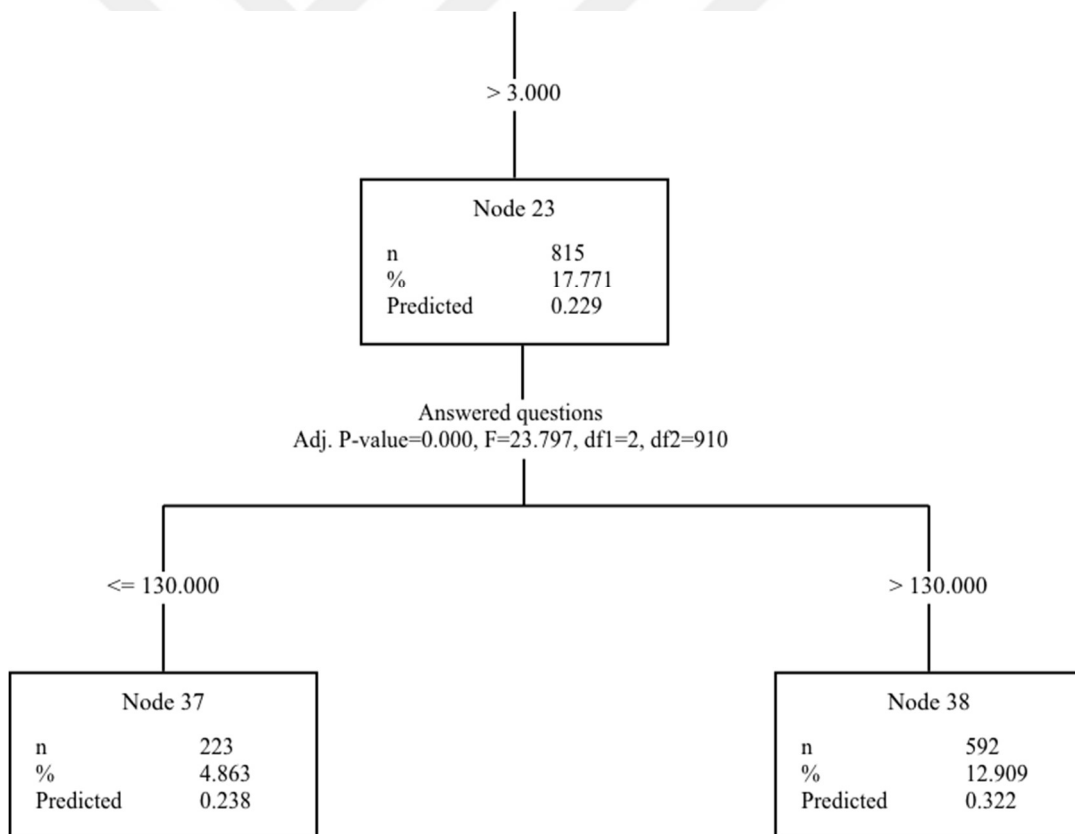 > 3.000
Node 23
n 815
% 17.771
Predicted 0.229
Answered questions
Adj. P-value=0.000, F=23.797, df1=2, df2=910
<= 130.000
> 130.000
Node 37
n 223
% 4.863
Predicted 0.238
Node 38
n 592
% 12.909
Predicted 0.322